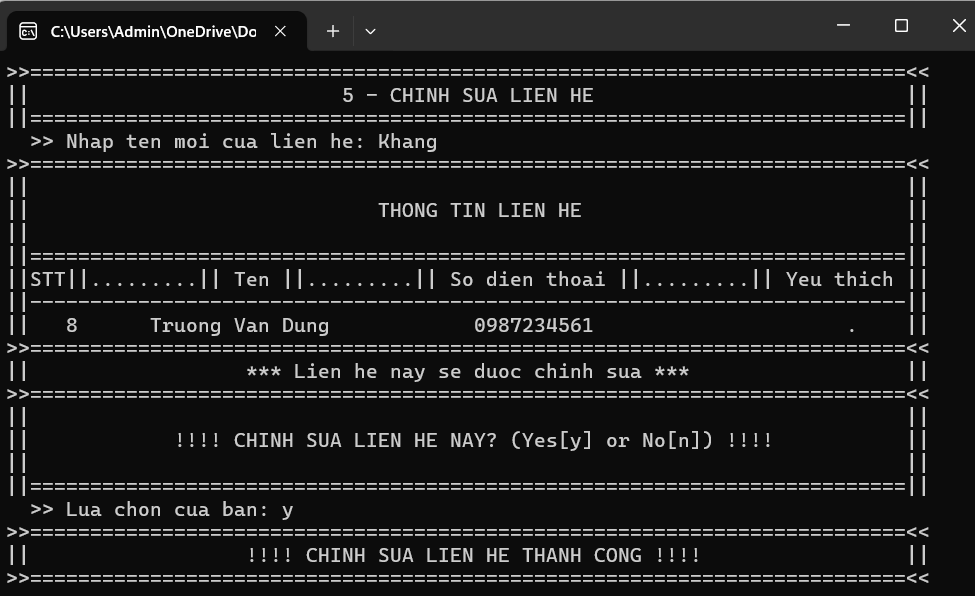 C:\Users\Admin\OneDrive\Do
>>=========================================================================<<
||                          5 - CHINH SUA LIEN HE                          ||
||=========================================================================||
  >> Nhap ten moi cua lien he: Khang
>>=========================================================================<<
||                                                                         ||
||                             THONG TIN LIEN HE                           ||
||                                                                         ||
||=========================================================================||
||STT||.........|| Ten ||.........|| So dien thoai ||.........|| Yeu thich ||
||-------------------------------------------------------------------------||
||   8      Truong Van Dung            0987234561                     .    ||
>>=========================================================================<<
||                  *** Lien he nay se duoc chinh sua ***                  ||
>>=========================================================================<<
||                                                                         ||
||            !!!! CHINH SUA LIEN HE NAY? (Yes[y] or No[n]) !!!!           ||
||                                                                         ||
||=========================================================================||
  >> Lua chon cua ban: y
>>=========================================================================<<
||                  !!!! CHINH SUA LIEN HE THANH CONG !!!!                 ||
>>=========================================================================<<